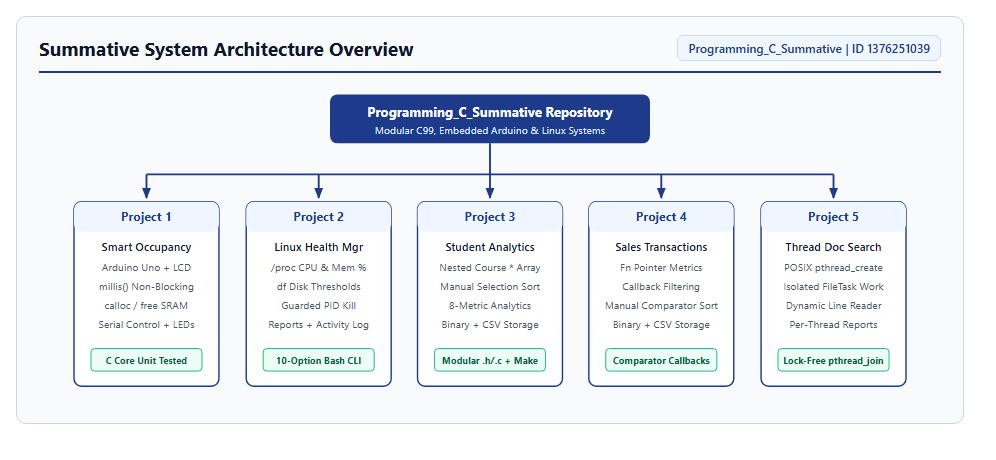 Summative System Architecture Overview
Programming_C_Summative | ID 1376251039
Programming_C_Summative Repository
Modular C99, Embedded Arduino & Linux Systems
Project 1
Smart Occupancy
Arduino Uno + LCD
millis() Non-Blocking
calloc / free SRAM
Serial Control + LEDs
C Core Unit Tested
Project 2
Linux Health Mgr
/proc CPU & Mem %
df Disk Thresholds
Guarded PID Kill
Reports + Activity Log
10-Option Bash CLI
Project 3
Student Analytics
Nested Course * Array
Manual Selection Sort
8-Metric Analytics
Binary + CSV Storage
Modular .h/.c + Make
Project 4
Sales Transactions
Fn Pointer Metrics
Callback Filtering
Manual Comparator Sort
Binary + CSV Storage
Comparator Callbacks
Project 5
Thread Doc Search
POSIX pthread_create
Isolated FileTask Work
Dynamic Line Reader
Per-Thread Reports
Lock-Free pthread_join